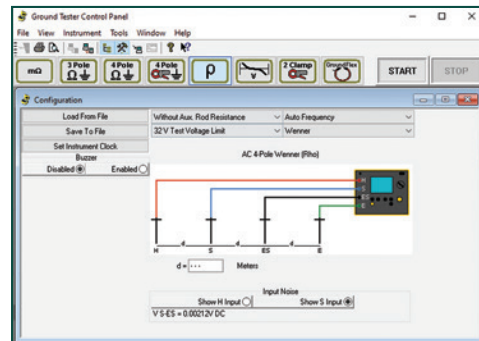 Ground Tester Control Panel
File View Instrument Tools Window Help
mΩ 3 Pole Ω 4 Pole Ω 4 Pole Ω ρ V 2 Clamp GroundFlex START STOP
Configuration
Load From File Without Aux. Rod Resistance Auto Frequency
Save To File 32V Test Voltage Limit Wenner
Set Instrument Clock
Buzzer
Disabled Enabled
AC 4-Pole Wenner (Rho)
H
S
ES
E
H d S d ES d E
d = --- Meters
Input Noise
Show H Input Show S Input
V S-ES = 0.00212V DC